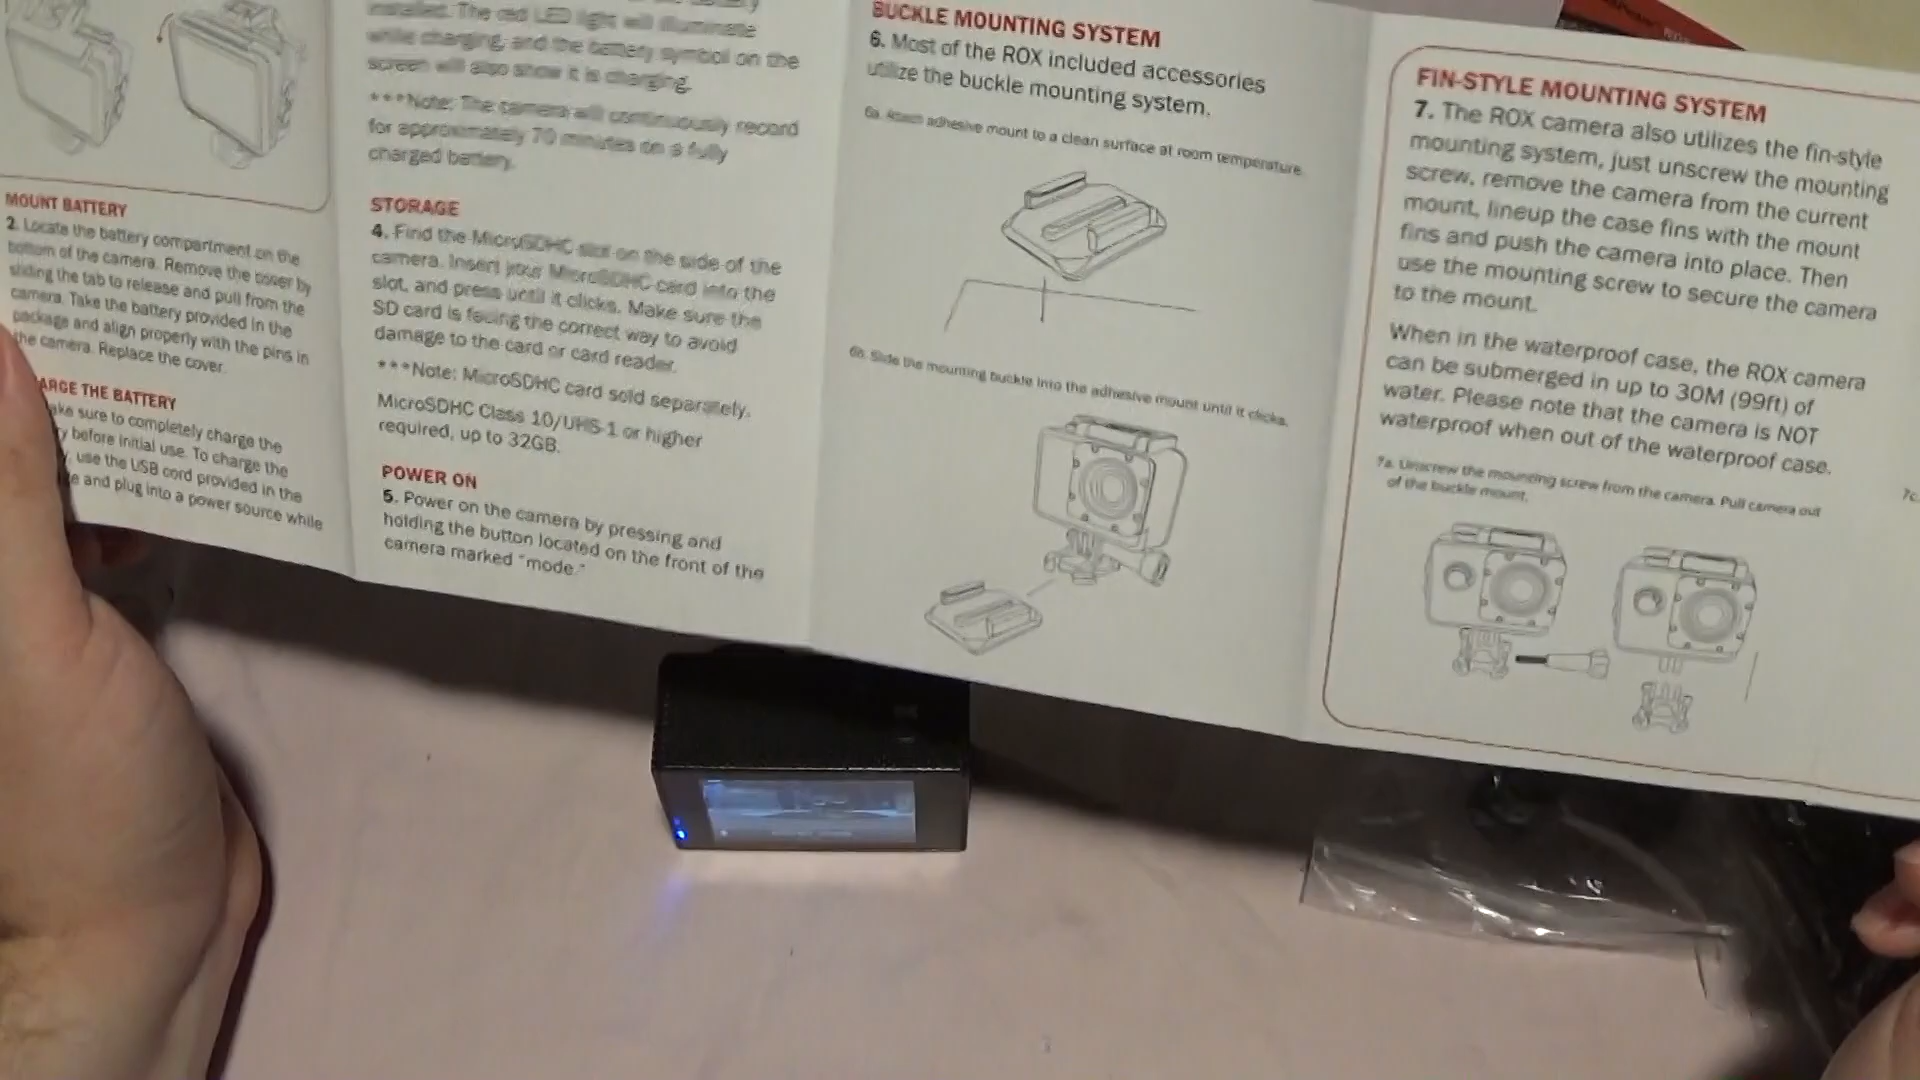 MOUNT BATTERY
2. Locate the battery compartment on the
bottom of the camera. Remove the cover by
sliding the tab to release and pull from the
camera. Take the battery provided in the
package and align properly with the pins in
the camera. Replace the cover.
ARGE THE BATTERY
ake sure to completely charge the
y before initial use. To charge the
, use the USB cord provided in the
e and plug into a power source while
installed. The red LED light will illuminate
while charging, and the battery symbol on the
screen will also show it is charging.
***Note: The camera will continuously record
for approximately 70 minutes on a fully
charged battery.
STORAGE
4. Find the MicroSDHC slot on the side of the
camera. Insert your MicroSDHC card into the
slot, and press until it clicks. Make sure the
SD card is facing the correct way to avoid
damage to the card or card reader.
***Note: MicroSDHC card sold separately.
MicroSDHC Class 10/UHS-1 or higher
required, up to 32GB.
POWER ON
5. Power on the camera by pressing and
holding the button located on the front of the
camera marked "mode."
BUCKLE MOUNTING SYSTEM
6. Most of the ROX included accessories
utilize the buckle mounting system.
6a. Attach adhesive mount to a clean surface at room temperature.
6b. Slide the mounting buckle into the adhesive mount until it clicks.
FIN-STYLE MOUNTING SYSTEM
7. The ROX camera also utilizes the fin-style
mounting system, just unscrew the mounting
screw, remove the camera from the current
mount, lineup the case fins with the mount
fins and push the camera into place. Then
use the mounting screw to secure the camera
to the mount.
When in the waterproof case, the ROX camera
can be submerged in up to 30M (99ft) of
water. Please note that the camera is NOT
waterproof when out of the waterproof case.
7a. Unscrew the mounting screw from the camera. Pull camera out
of the buckle mount.
7c.